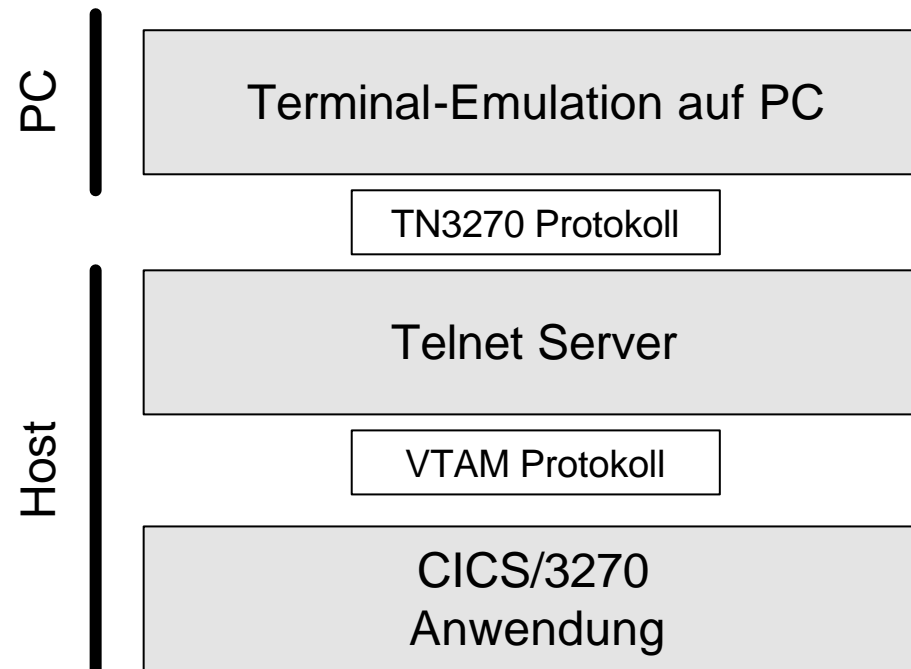 PC
Terminal-Emulation auf PC
TN3270 Protokoll
Host
Telnet Server
VTAM Protokoll
CICS/3270
Anwendung